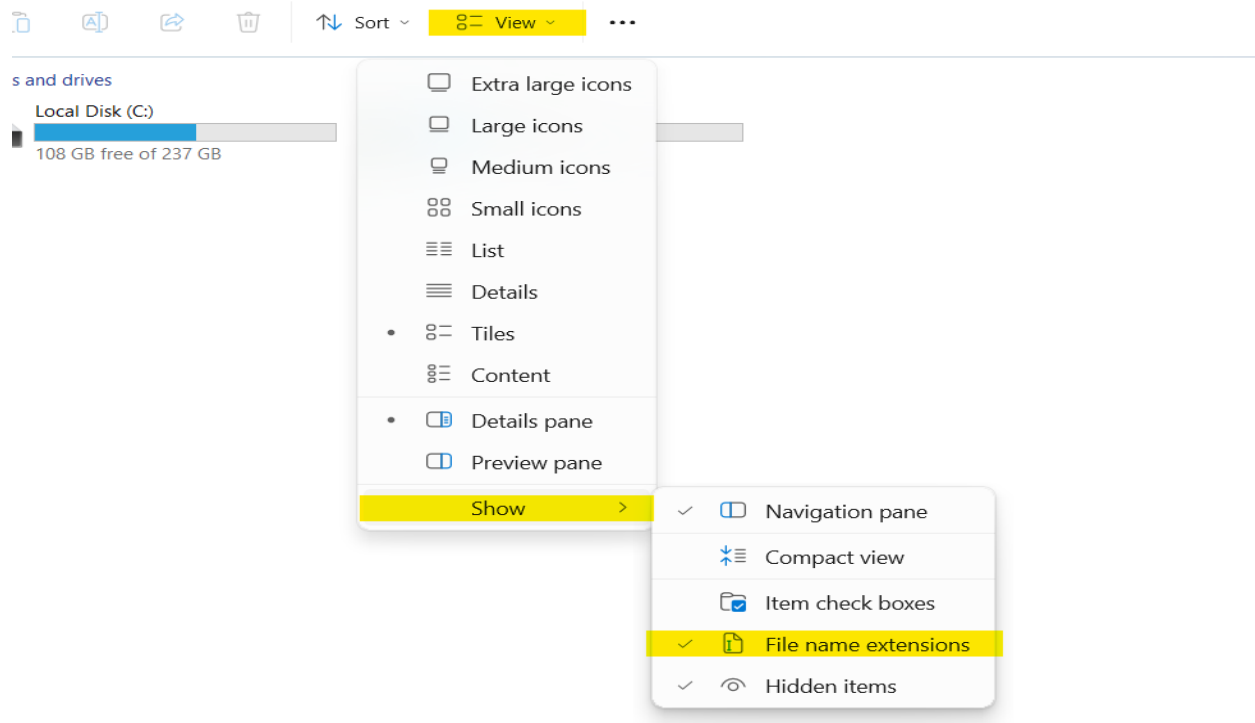 Sort
View
s and drives
Local Disk (C:)
108 GB free of 237 GB
Extra large icons
Large icons
Medium icons
Small icons
List
Details
Tiles
Content
Details pane
Preview pane
Show
Navigation pane
Compact view
Item check boxes
File name extensions
Hidden items